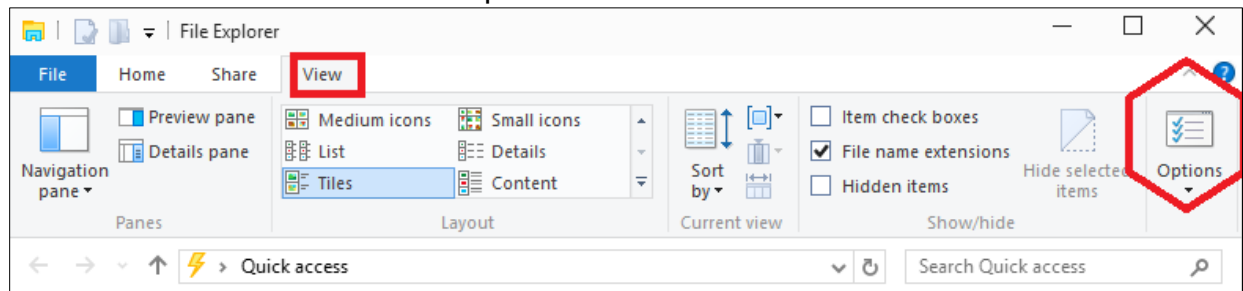 File Explorer
File Home Share View
Navigation pane
Preview pane
Details pane
Panes
Medium icons Small icons
List Details
Tiles Content
Layout
Sort by
Current view
Item check boxes
File name extensions
Hidden items
Hide selected items
Show/hide
Options
Quick access
Search Quick access